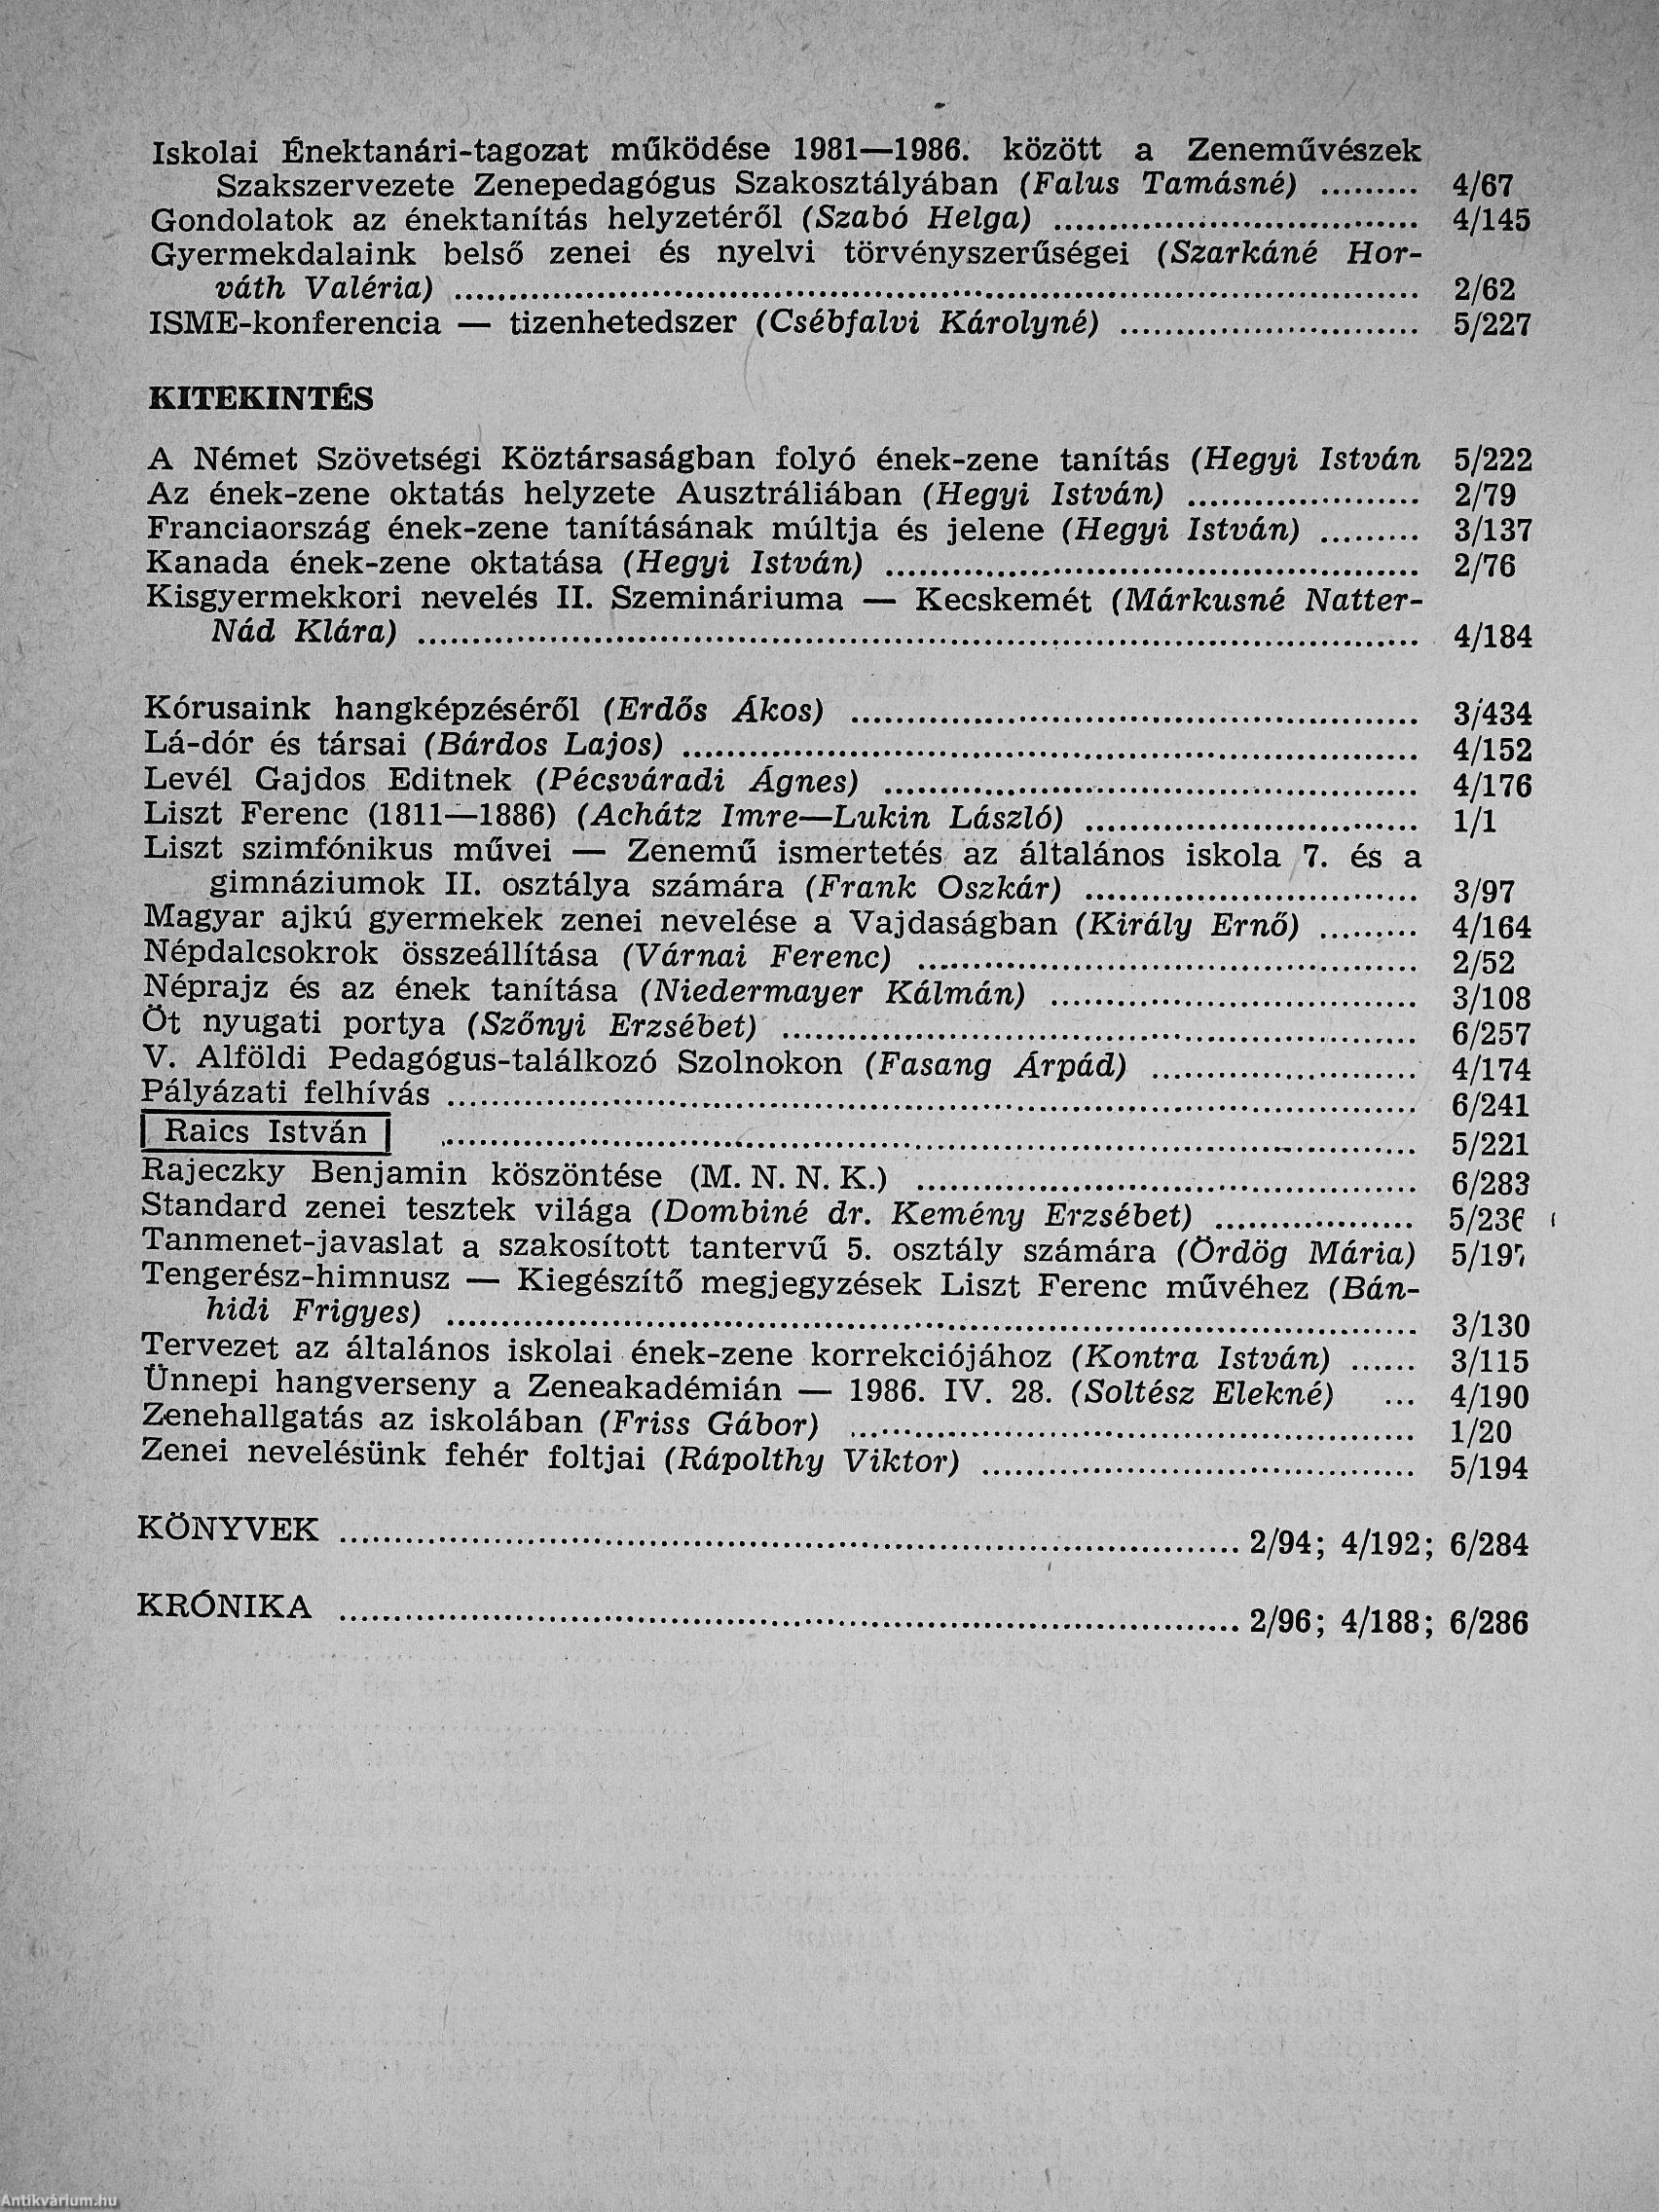 Iskolai Énektanári-tagozat működése 1981—1986. között a Zeneművészek
Szakszervezete Zenepedagógus Szakosztályában (Falus Tamásné) ......... 4/67
Gondolatok az énektanítás helyzetéről (Szabó Helga) ......... 4/145
Gyermekdalaink belső zenei és nyelvi törvényszerűségei (Szarkáné Hor-
váth Valéria) ......... 2/62
ISME-konferencia — tizenhetedszer (Csébfalvi Károlyné) ......... 5/227
KITEKINTÉS
A Német Szövetségi Köztársaságban folyó ének-zene tanítás (Hegyi István 5/222
Az ének-zene oktatás helyzete Ausztráliában (Hegyi István) ......... 2/79
Franciaország ének-zene tanításának múltja és jelene (Hegyi István) ......... 3/137
Kanada ének-zene oktatása (Hegyi István) ......... 2/76
Kisgyermekkori nevelés II. Szemináriuma — Kecskemét (Márkusné Natter-
Nád Klára) ......... 4/184
Kórusaink hangképzéséről (Erdős Ákos) ......... 3/434
Lá-dór és társai (Bárdos Lajos) ......... 4/152
Levél Gajdos Editnek (Pécsváradi Ágnes) ......... 4/176
Liszt Ferenc (1811—1886) (Achátz Imre—Lukin László) ......... 1/1
Liszt szimfónikus művei — Zenemű ismertetés az általános iskola 7. és a
gimnáziumok II. osztálya számára (Frank Oszkár) ......... 3/97
Magyar ajkú gyermekek zenei nevelése a Vajdaságban (Király Ernő) ......... 4/164
Népdalcsokrok összeállítása (Várnai Ferenc) ......... 2/52
Néprajz és az ének tanítása (Niedermayer Kálmán) ......... 3/108
Öt nyugati portya (Szőnyi Erzsébet) ......... 6/257
V. Alföldi Pedagógus-találkozó Szolnokon (Fasang Árpád) ......... 4/174
Pályázati felhívás ......... 6/241
Raics István ......... 5/221
Rajeczky Benjamin köszöntése (M. N. N. K.) ......... 6/283
Standard zenei tesztek világa (Dombiné dr. Kemény Erzsébet) ......... 5/236
Tanmenet-javaslat a szakosított tantervű 5. osztály számára (Ördög Mária) 5/197
Tengerész-himnusz — Kiegészítő megjegyzések Liszt Ferenc művéhez (Bán-
hidi Frigyes) ......... 3/130
Tervezet az általános iskolai ének-zene korrekciójához (Kontra István) ...... 3/115
Ünnepi hangverseny a Zeneakadémián — 1986. IV. 28. (Soltész Elekné) ... 4/190
Zenehallgatás az iskolában (Friss Gábor) ......... 1/20
Zenei nevelésünk fehér foltjai (Rápolthy Viktor) ......... 5/194
KÖNYVEK ......... 2/94; 4/192; 6/284
KRÓNIKA ......... 2/96; 4/188; 6/286
Antikvárium.hu